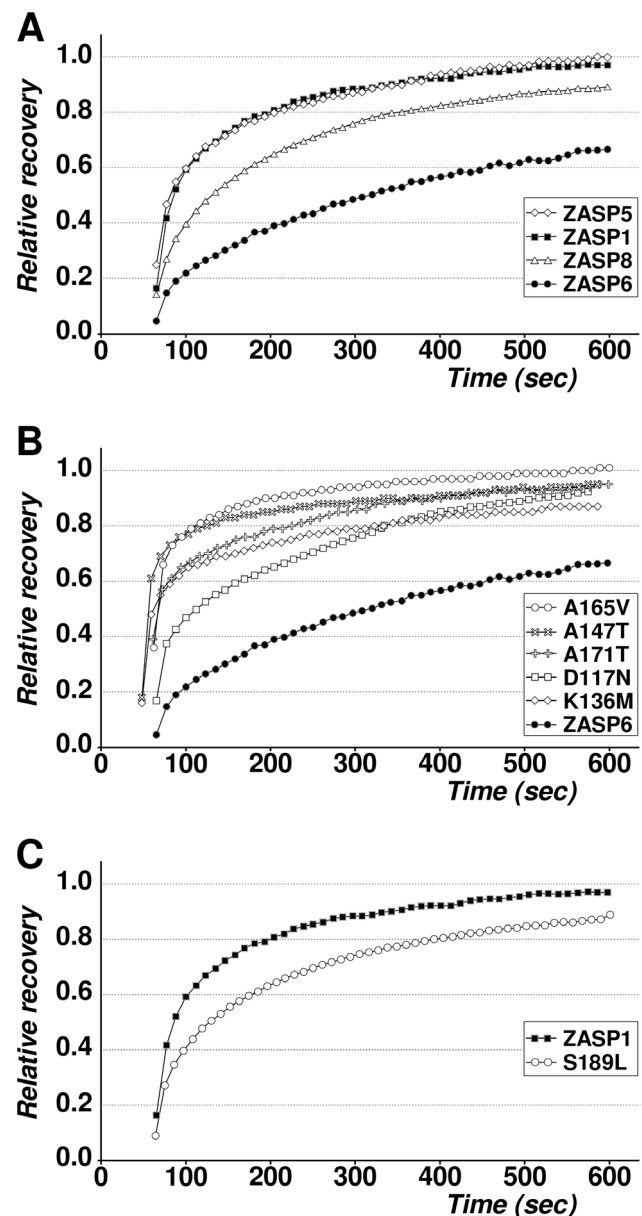 A
Relative recovery
1.0
0.8
0.6
0.4
0.2
0.0
ZASP5
ZASP1
ZASP8
ZASP6
0 100 200 300 400 500 600
Time (sec)
B
Relative recovery
1.0
0.8
0.6
0.4
0.2
0.0
A165V
A147T
A171T
D117N
K136M
ZASP6
0 100 200 300 400 500 600
Time (sec)
C
Relative recovery
1.0
0.8
0.6
0.4
0.2
0.0
ZASP1
S189L
0 100 200 300 400 500 600
Time (sec)